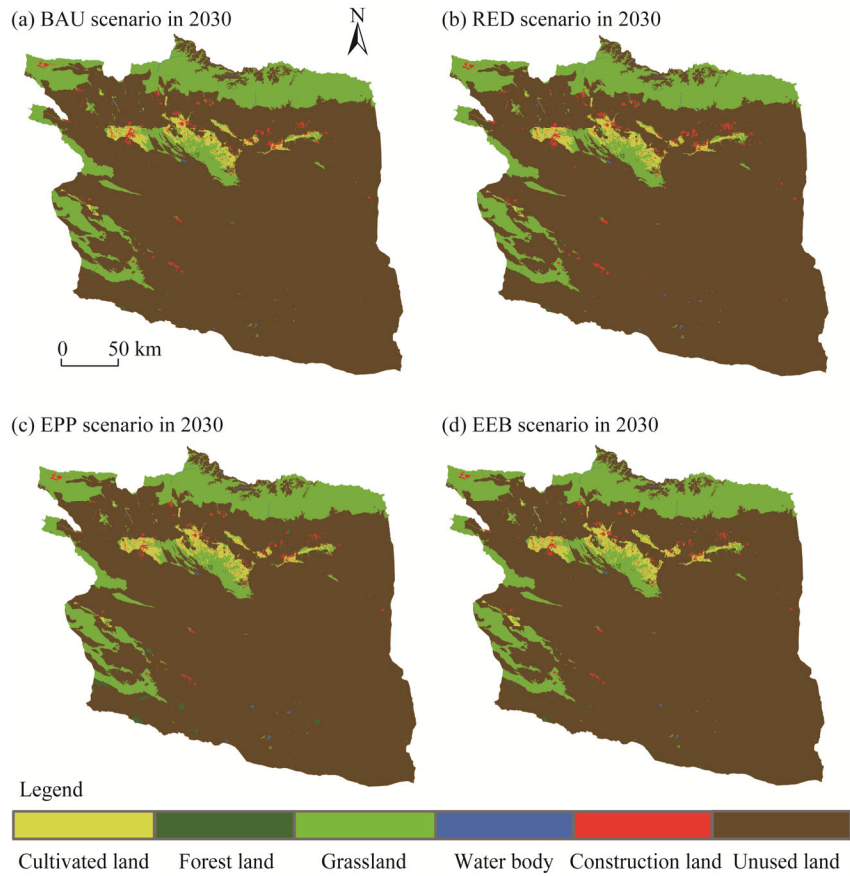 (a) BAU scenario in 2030
N
(b) RED scenario in 2030
0 50 km
(c) EPP scenario in 2030
(d) EEB scenario in 2030
Legend
Cultivated land Forest land Grassland Water body Construction land Unused land